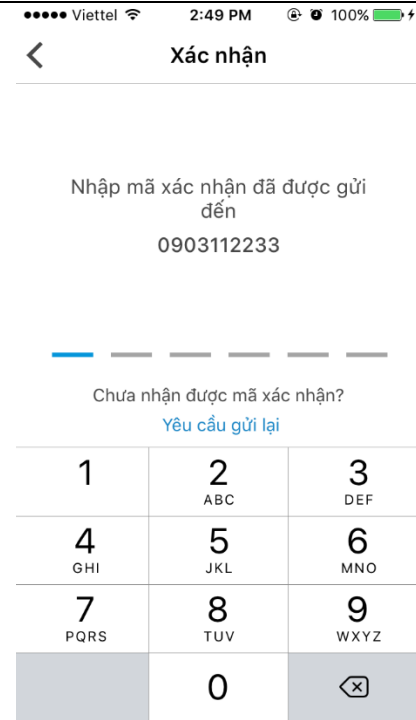 Viettel 2:49 PM 100%
Xác nhận
Nhập mã xác nhận đã được gửi
đến
0903112233
Chưa nhận được mã xác nhận?
Yêu cầu gửi lại
1 2 3
ABC DEF
4 5 6
GHI JKL MNO
7 8 9
PQRS TUV WXYZ
0